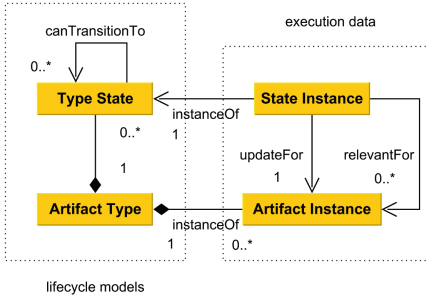 execution data
canTransitionTo
0..*
Type State
State Instance
instanceOf
0..*
1
updateFor
relevantFor
1
1
0..*
Artifact Type
Artifact Instance
instanceOf
1
0..*
lifecycle models